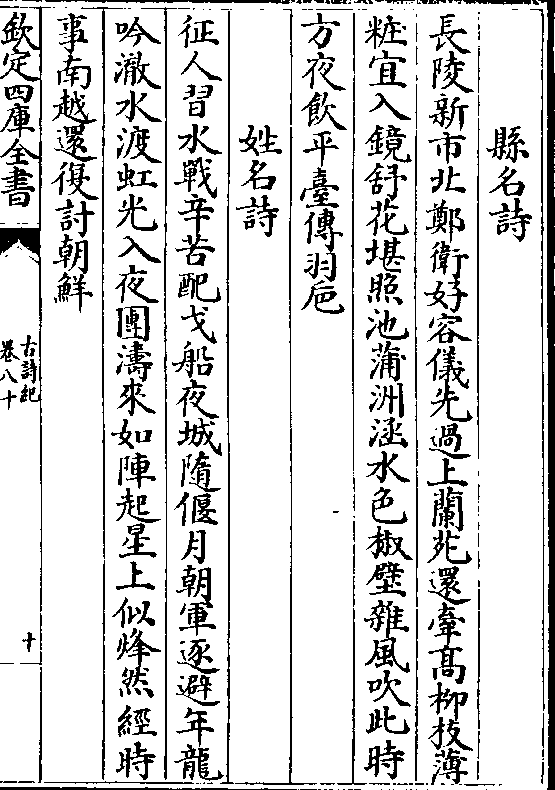 縣名詩
長陵新市北鄭衛好容儀先過上蘭苑還牽髙柳枝薄
粧宜入鏡舒花堪照池蒲洲涵水色椒壁雜風吹此時
方夜飲平臺傳羽巵
姓名詩
征人習水戰辛苦配戈船夜城隨偃月朝軍逐避年龍
吟澈水渡虹光入夜團濤來如陣起星上似烽然經時
事南越還復討朝鮮
欽定四庫全書
古詩紀
卷八十
十